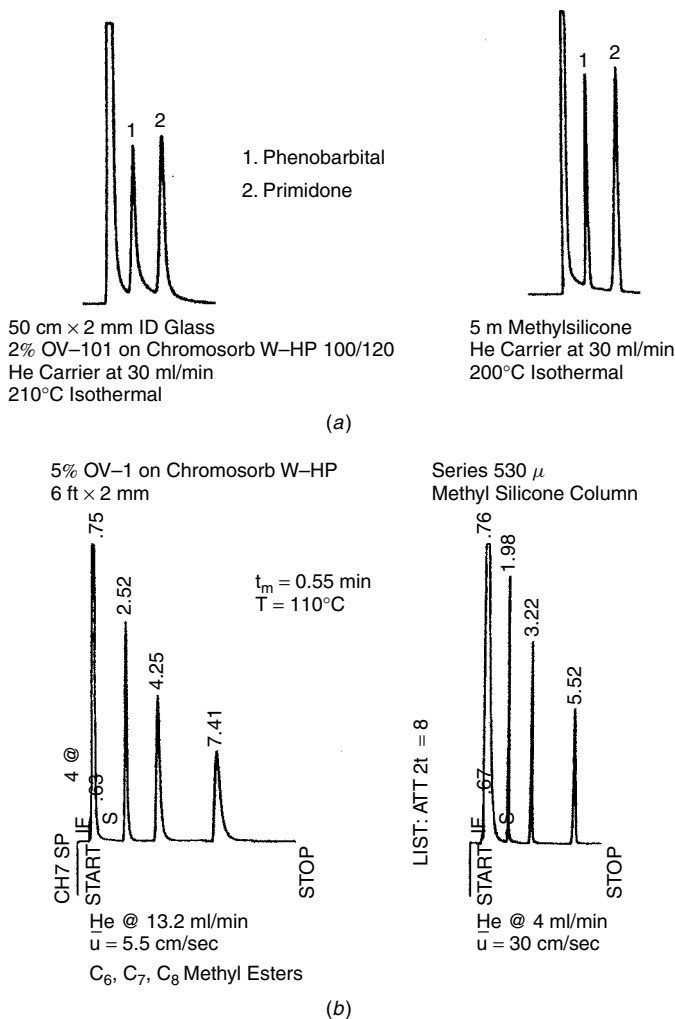 1
2
1. Phenobarbital
2. Primidone
1
2
50 cm × 2 mm ID Glass
2% OV–101 on Chromosorb W–HP 100/120
He Carrier at 30 ml/min
210°C Isothermal
5 m Methylsilicone
He Carrier at 30 ml/min
200°C Isothermal
(a)
5% OV–1 on Chromosorb W–HP
6 ft × 2 mm
.75
2.52
4.25
7.41
tm = 0.55 min
T = 110°C
4 @
.63
IF
S
CH7 SP
START
STOP
He @ 13.2 ml/min
u̅ = 5.5 cm/sec
C6, C7, C8 Methyl Esters
Series 530 μ
Methyl Silicone Column
.76
1.98
3.22
5.52
LIST: ATT 2t = 8
.67
IF
S
START
STOP
He @ 4 ml/min
u̅ = 30 cm/sec
(b)